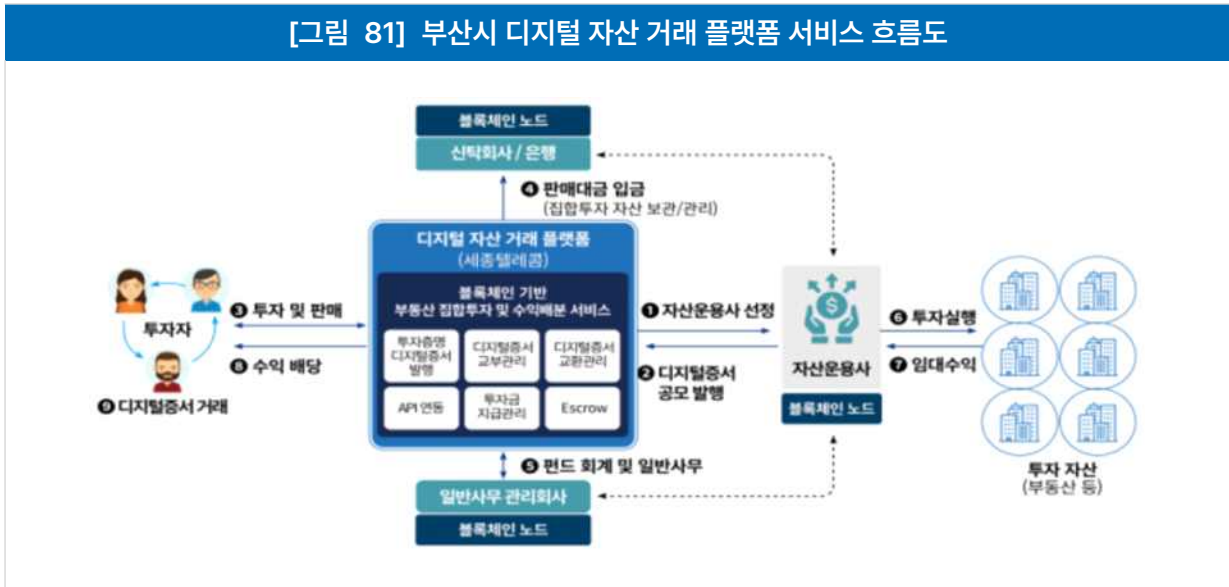 [그림 81] 부산시 디지털 자산 거래 플랫폼 서비스 흐름도
블록체인 노드
신탁회사 / 은행
❹ 판매대금 입금
(집합투자 자산 보관/관리)
디지털 자산 거래 플랫폼
(세종텔레콤)
블록체인 기반
부동산 집합투자 및 수익배분 서비스
투자증명
디지털증서
발행
디지털증서
교부관리
디지털증서
교환관리
API 연동
투자금
지급관리
Escrow
투자자
❸ 투자 및 판매
❽ 수익 배당
❾ 디지털증서 거래
❶ 자산운용사 선정
❷ 디지털증서
공모 발행
자산운용사
블록체인 노드
❻ 투자실행
❼ 임대수익
투자 자산
(부동산 등)
❺ 펀드 회계 및 일반사무
일반사무 관리회사
블록체인 노드